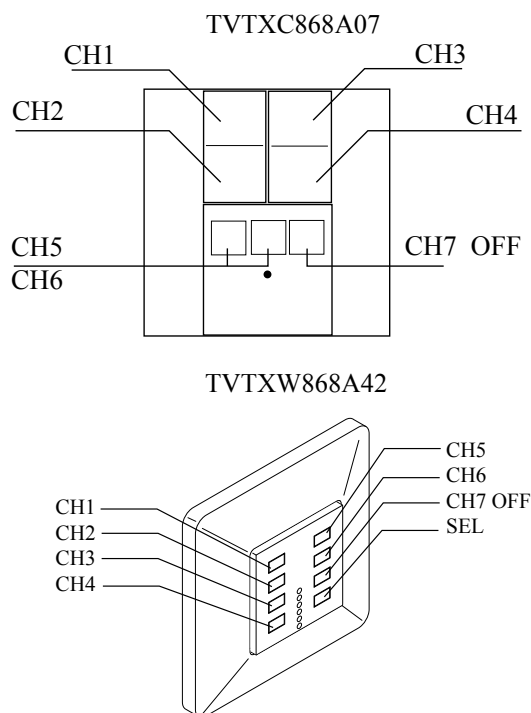 TVTXC868A07
CH1
CH3
CH2
CH4
CH5
CH6
CH7 OFF
TVTXW868A42
CH1
CH2
CH3
CH4
CH5
CH6
CH7 OFF
SEL